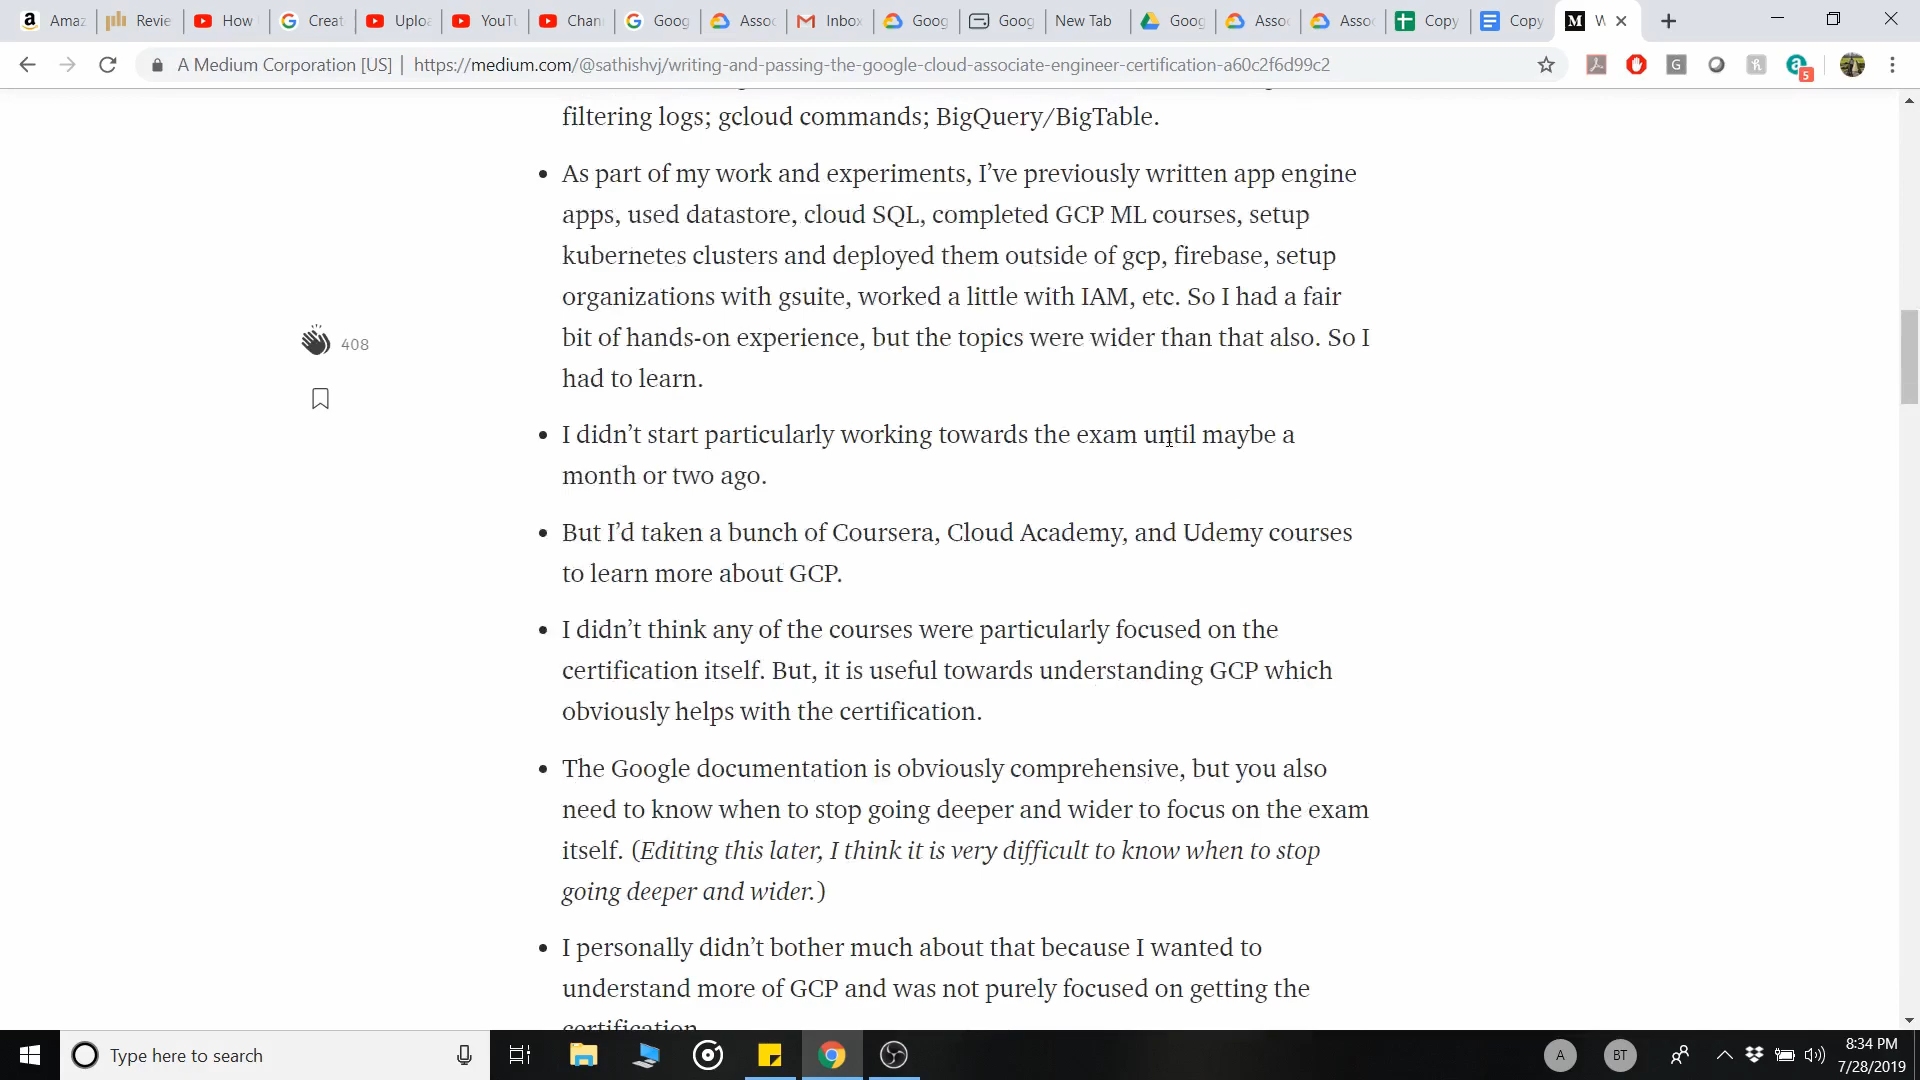 Amaz
Revie
How
Creat
Uploa
YouTu
Chan
Goog
Asso
Inbox
Goog
Goog
New Tab
Goog
Asso
Asso
Copy
Copy
W
A Medium Corporation [US] | https://medium.com/@sathishvj/writing-and-passing-the-google-cloud-associate-engineer-certification-a60c2f6d99c2
5
filtering logs; gcloud commands; BigQuery/BigTable.
• As part of my work and experiments, I’ve previously written app engine
apps, used datastore, cloud SQL, completed GCP ML courses, setup
kubernetes clusters and deployed them outside of gcp, firebase, setup
organizations with gsuite, worked a little with IAM, etc. So I had a fair
bit of hands-on experience, but the topics were wider than that also. So I
had to learn.
408
• I didn’t start particularly working towards the exam until maybe a
month or two ago.
• But I’d taken a bunch of Coursera, Cloud Academy, and Udemy courses
to learn more about GCP.
• I didn’t think any of the courses were particularly focused on the
certification itself. But, it is useful towards understanding GCP which
obviously helps with the certification.
• The Google documentation is obviously comprehensive, but you also
need to know when to stop going deeper and wider to focus on the exam
itself. (Editing this later, I think it is very difficult to know when to stop
going deeper and wider.)
• I personally didn’t bother much about that because I wanted to
understand more of GCP and was not purely focused on getting the
certification
Type here to search
A
BT
8:34 PM
7/28/2019